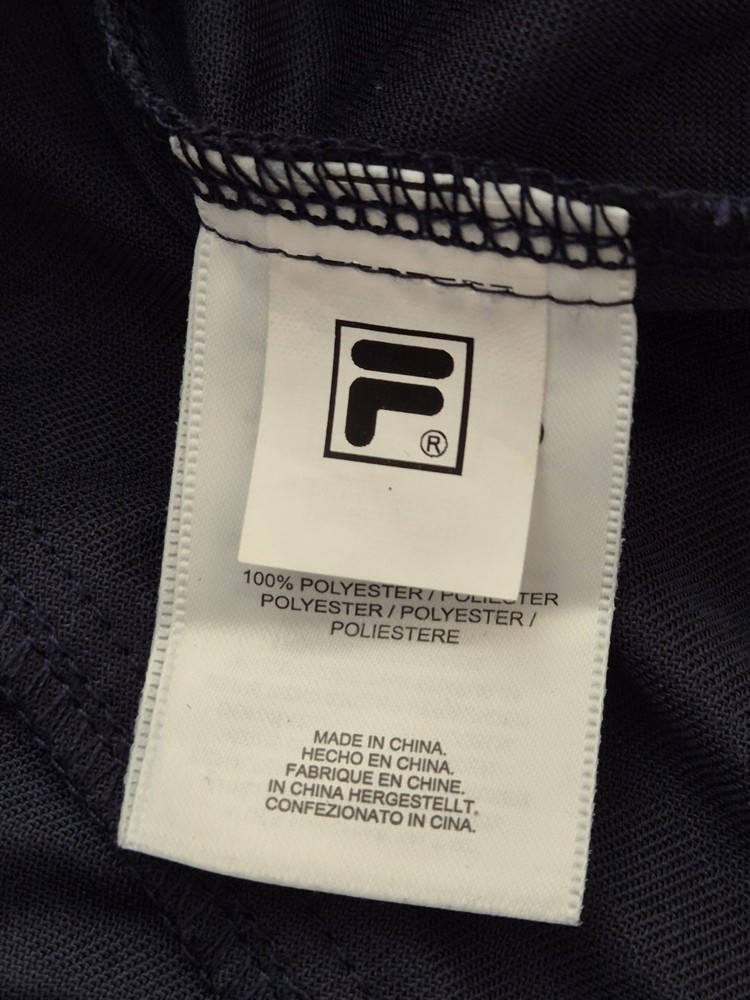 F
®
100% POLYESTER / POLIESTER
POLYESTER / POLYESTER /
POLIESTERE
MADE IN CHINA.
HECHO EN CHINA.
FABRIQUE EN CHINE.
IN CHINA HERGESTELLT.
CONFEZIONATO IN CINA.